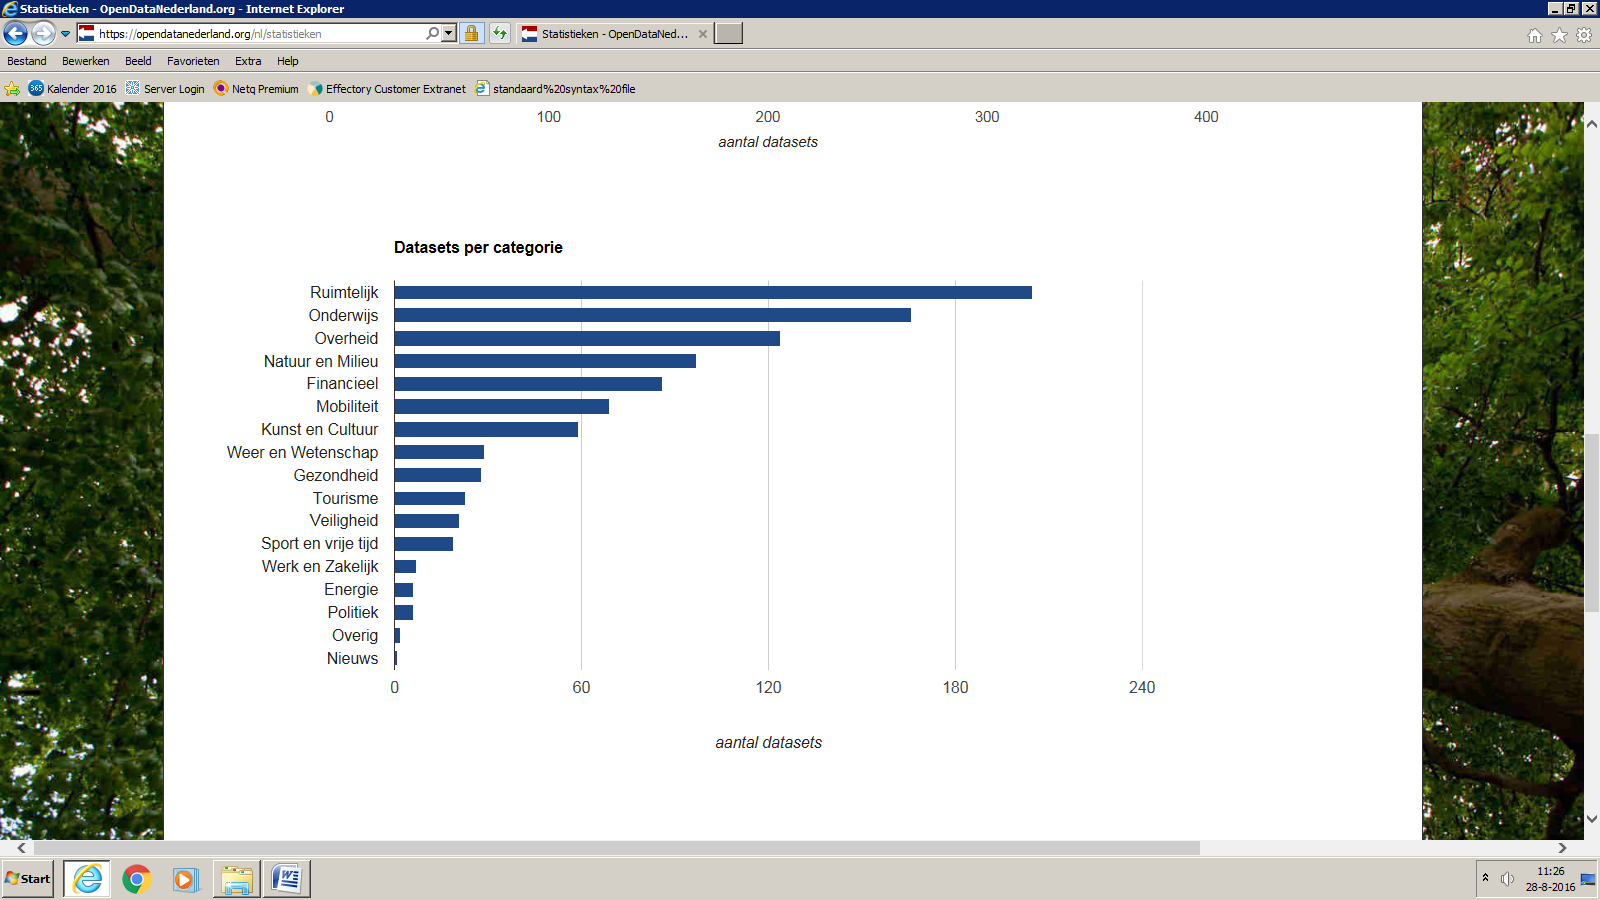 Statistieken - OpenDataNederland.org - Internet Explorer
https://opendatanederland.org/nl/statistieken
Statistieken - OpenDataNed...
Bestand Bewerken Beeld Favorieten Extra Help
365 Kalender 2016 Server Login Netq Premium Effectory Customer Extranet standaard%20syntax%20file
0 100 200 300 400
aantal datasets
Datasets per categorie
Ruimtelijk
Onderwijs
Overheid
Natuur en Milieu
Financieel
Mobiliteit
Kunst en Cultuur
Weer en Wetenschap
Gezondheid
Tourisme
Veiligheid
Sport en vrije tijd
Werk en Zakelijk
Energie
Politiek
Overig
Nieuws
0 60 120 180 240
aantal datasets
Start
11:26
28-8-2016